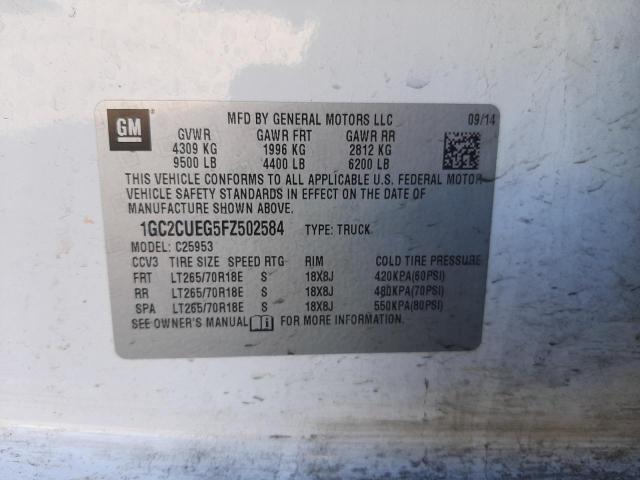 GM
MFD BY GENERAL MOTORS LLC 09/14
GVWR GAWR FRT GAWR RR
4309 KG 1996 KG 2812 KG
9500 LB 4400 LB 6200 LB
THIS VEHICLE CONFORMS TO ALL APPLICABLE U.S. FEDERAL MOTOR
VEHICLE SAFETY STANDARDS IN EFFECT ON THE DATE OF
MANUFACTURE SHOWN ABOVE.
1GC2CUEG5FZ502584 TYPE: TRUCK
MODEL: C25953
CCV3 TIRE SIZE SPEED RTG RIM COLD TIRE PRESSURE
FRT LT265/70R18E S 18X8J 420KPA(60PSI)
RR LT265/70R18E S 18X8J 480KPA(70PSI)
SPA LT265/70R18E S 18X8J 550KPA(80PSI)
SEE OWNER'S MANUAL FOR MORE INFORMATION.